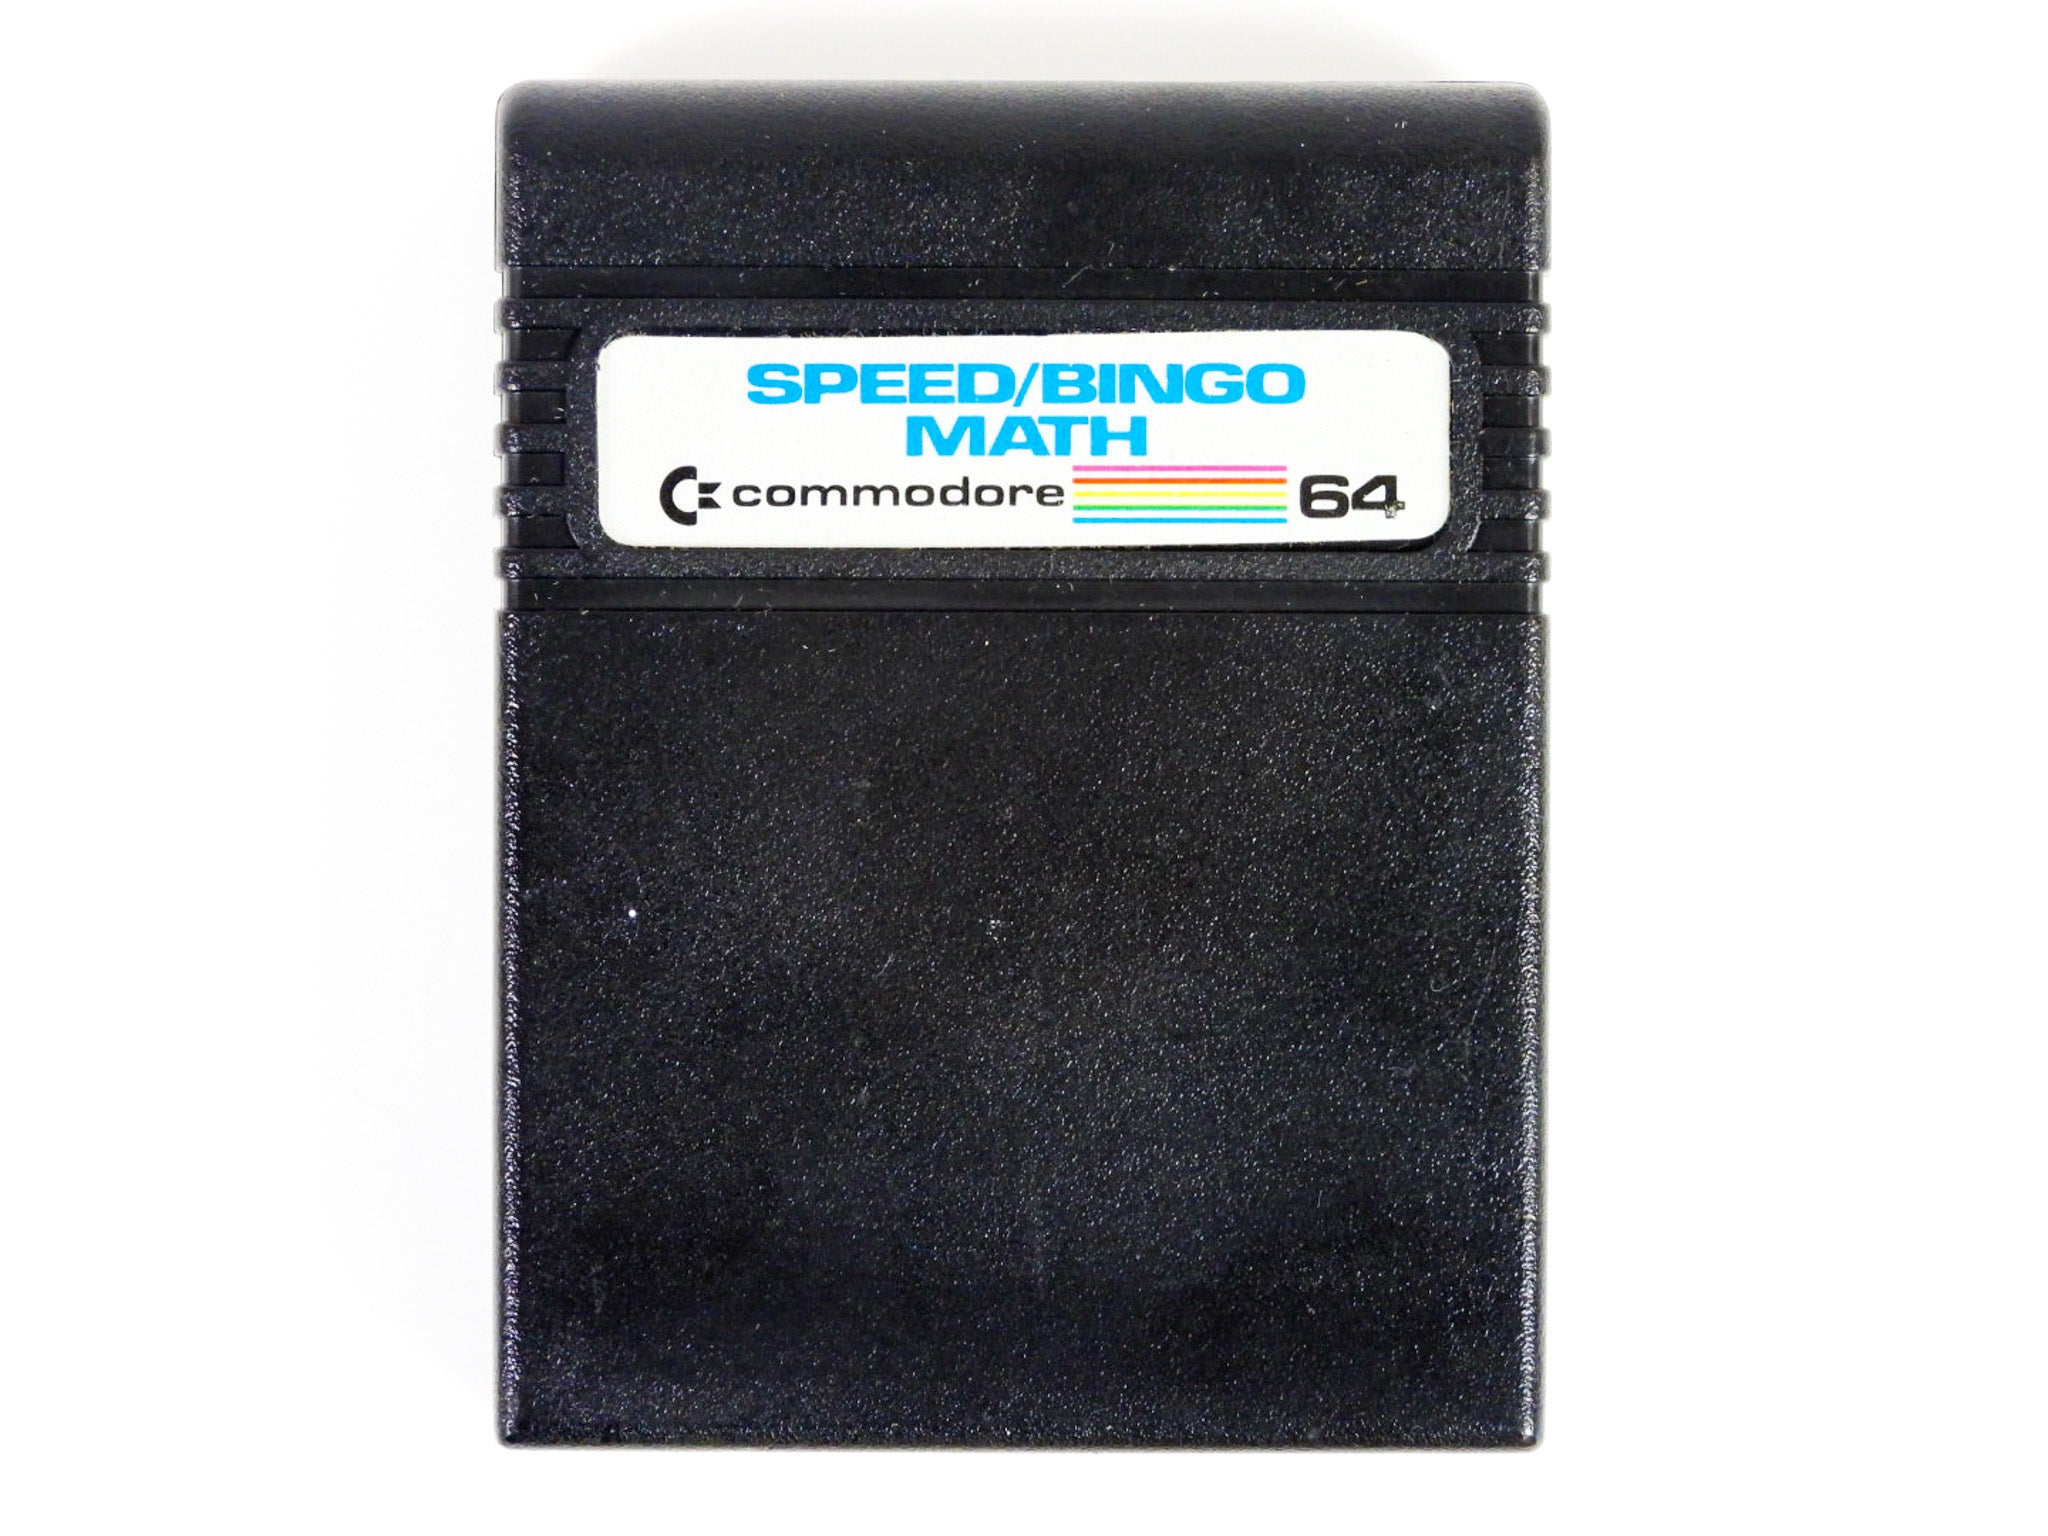 SPEED/BINGO
MATH
commodore 64